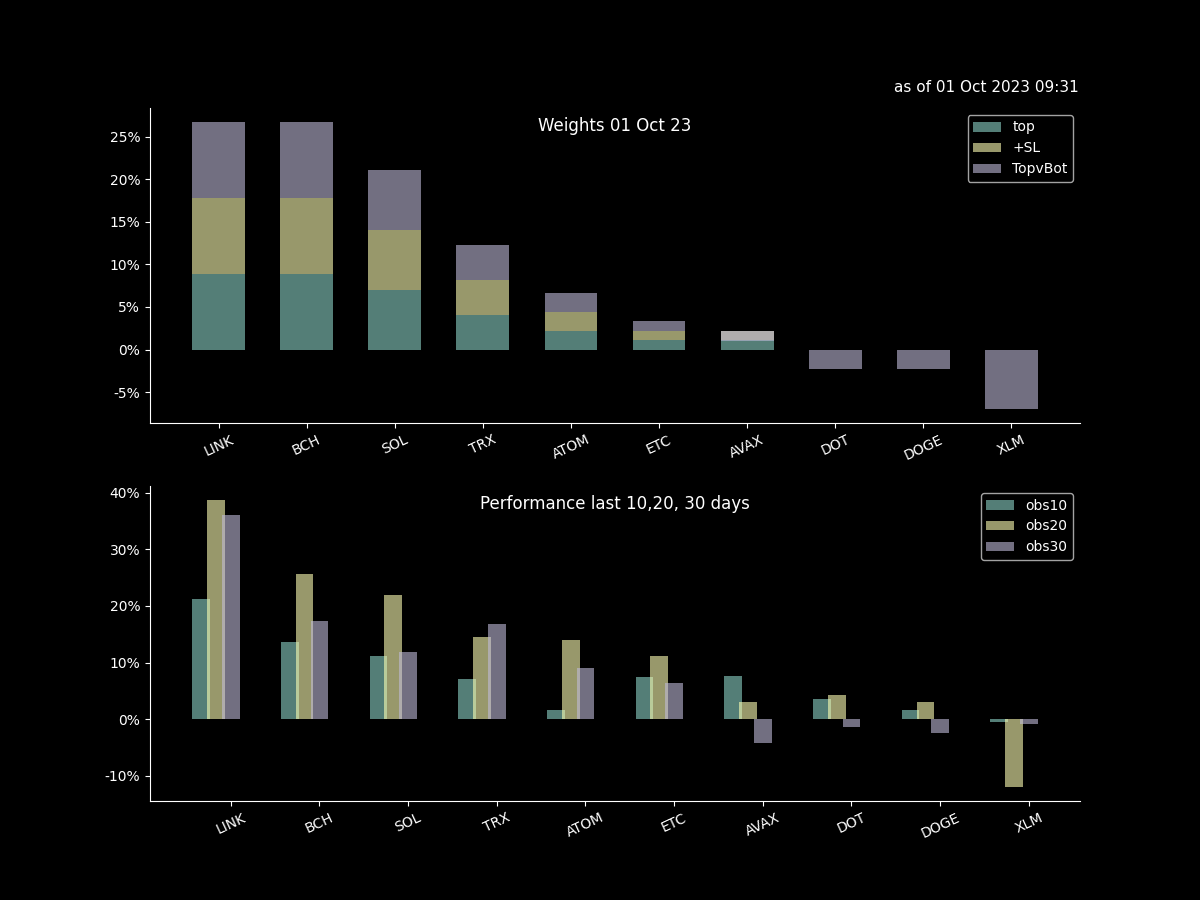 as of 01 Oct 2023 09:31
Weights 01 Oct 23
top
+SL
TopvBot
25%
20%
15%
10%
5%
0%
-5%
LINK
BCH
SOL
TRX
ATOM
ETC
AVAX
DOT
DOGE
XLM
Performance last 10,20, 30 days
obs10
obs20
obs30
40%
30%
20%
10%
0%
-10%
LINK
BCH
SOL
TRX
ATOM
ETC
AVAX
DOT
DOGE
XLM